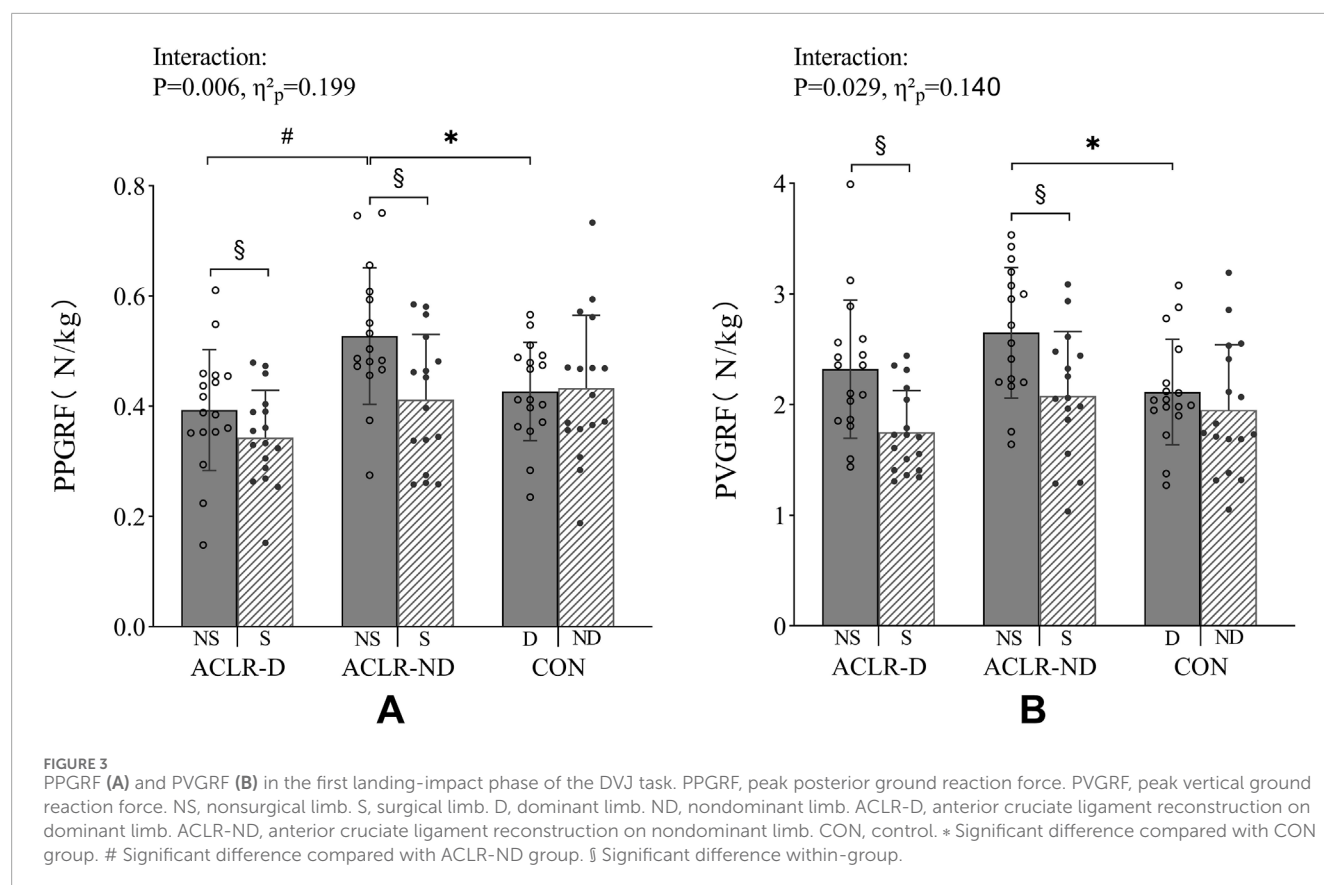 Interaction:
P=0.006, η²ₚ=0.199
#
*
§
§
0.8
0.6
0.4
0.2
0.0
PPGRF( N/kg)
NS S
NS S
D ND
ACLR-D
ACLR-ND
CON
A
Interaction:
P=0.029, η²ₚ=0.140
§
*
§
4
3
2
1
0
PVGRF( N/kg)
NS S
NS S
D ND
ACLR-D
ACLR-ND
CON
B
FIGURE 3
PPGRF (A) and PVGRF (B) in the first landing-impact phase of the DVJ task. PPGRF, peak posterior ground reaction force. PVGRF, peak vertical ground
reaction force. NS, nonsurgical limb. S, surgical limb. D, dominant limb. ND, nondominant limb. ACLR-D, anterior cruciate ligament reconstruction on
dominant limb. ACLR-ND, anterior cruciate ligament reconstruction on nondominant limb. CON, control. * Significant difference compared with CON
group. # Significant difference compared with ACLR-ND group. § Significant difference within-group.